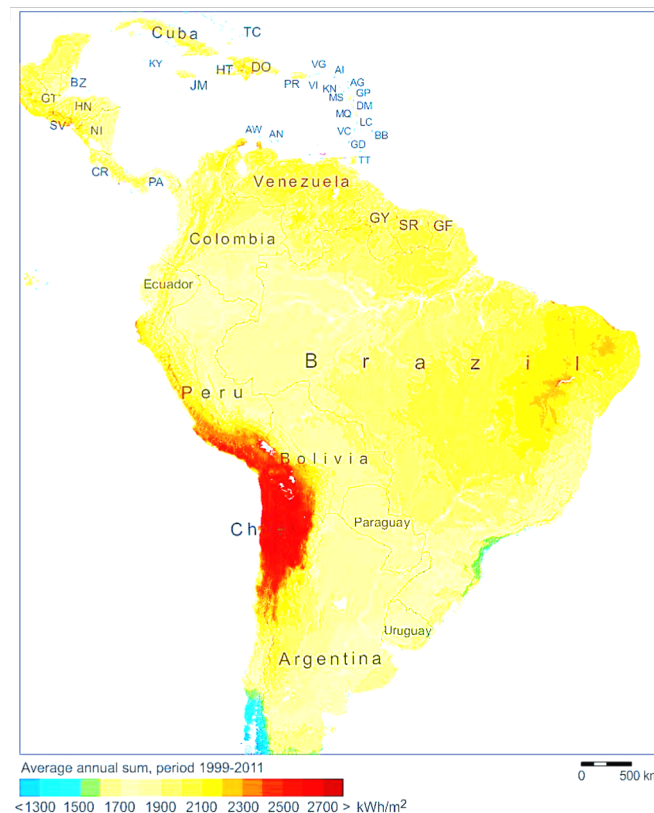 Cuba
TC
KY
HT
DO
JM
PR
VG
VI
AI
KN
MS
AG
GP
DM
MQ
LC
VC
BB
GD
TT
BZ
GT
HN
SV
NI
AW
AN
CR
PA
Venezuela
GY
SR
GF
Colombia
Ecuador
Brazil
Peru
Bolivia
Ch
Paraguay
Uruguay
Argentina
Average annual sum, period 1999-2011
0 500 km
<1300 1500 1700 1900 2100 2300 2500 2700 > kWh/m²